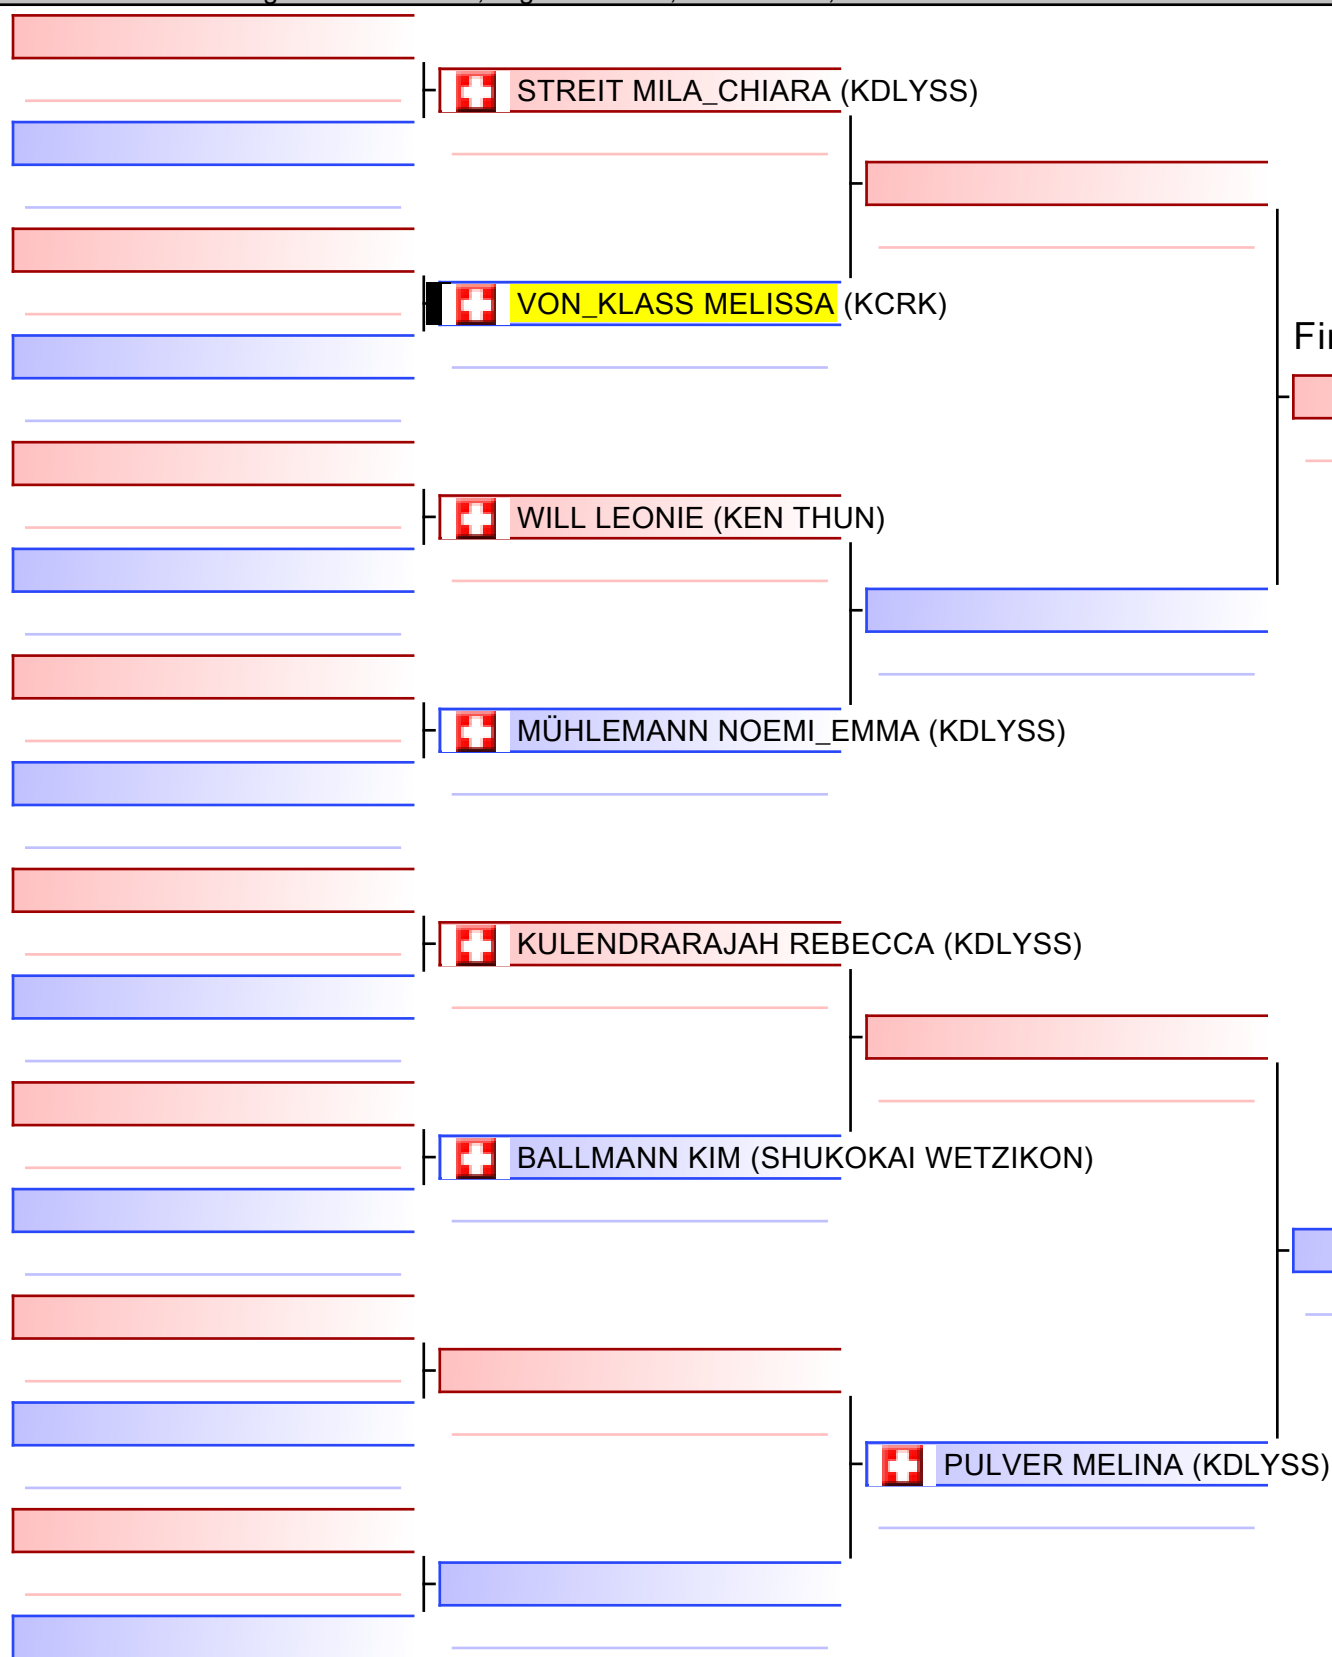 STREIT MILA_CHIARA (KDLYSS)
VON_KLASS MELISSA (KCRK)
WILL LEONIE (KEN THUN)
MÜHLEMANN NOEMI_EMMA (KDLYSS)
KULENDRARAJAH REBECCA (KDLYSS)
BALLMANN KIM (SHUKOKAI WETZIKON)
PULVER MELINA (KDLYSS)